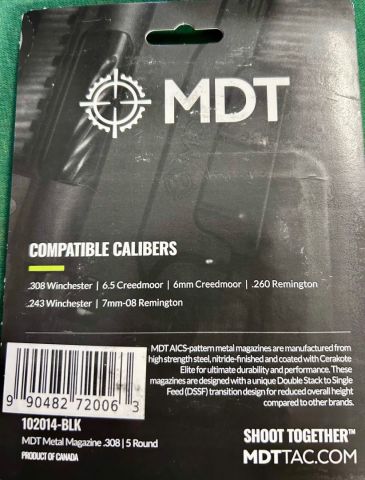 MDT
COMPATIBLE CALIBERS
.308 Winchester | 6.5 Creedmoor | 6mm Creedmoor | .260 Remington
.243 Winchester | 7mm-08 Remington
MDT AICS-pattern metal magazines are manufactured from
high strength steel, nitride-finished and coated with Cerakote
Elite for ultimate durability and performance. These
magazines are designed with a unique Double Stack to Single
Feed (DSSF) transition design for reduced overall height
compared to other brands.
9 90482 72006 3
102014-BLK
MDT Metal Magazine .308 | 5 Round
PRODUCT OF CANADA
SHOOT TOGETHER™
MDTTAC.COM